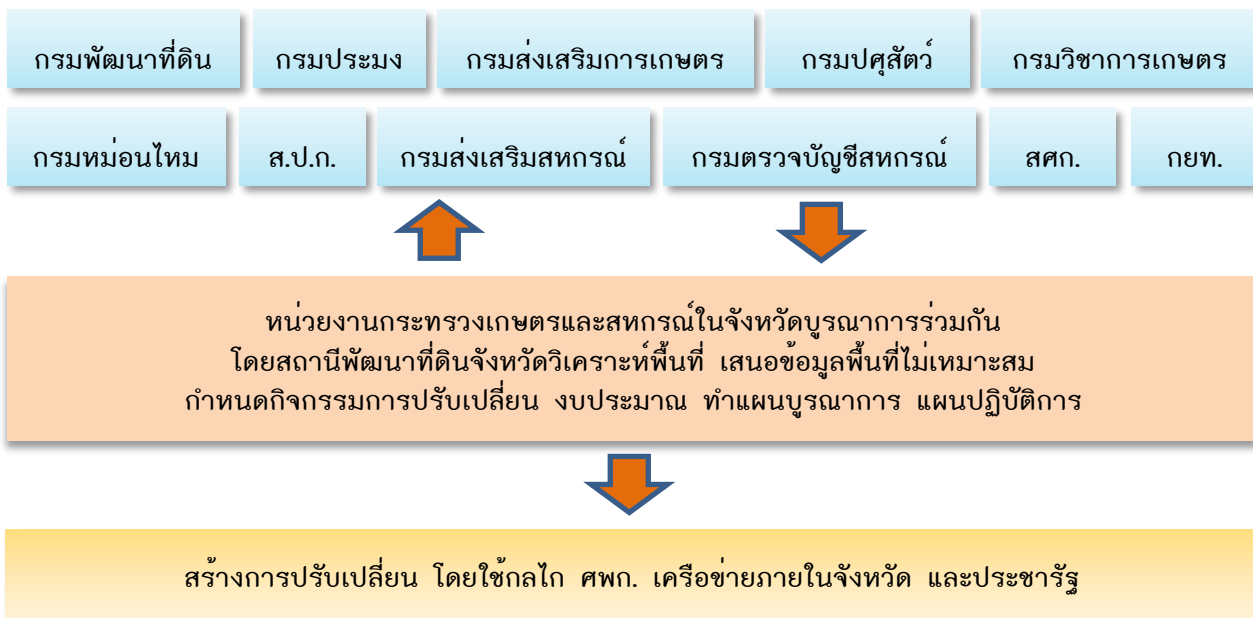 กรมพัฒนาที่ดิน กรมประมง กรมส่งเสริมการเกษตร กรมปศุสัตว์ กรมวิชาการเกษตร
กรมหม่อนไหม ส.ป.ก. กรมส่งเสริมสหกรณ์ กรมตรวจบัญชีสหกรณ์ สศก. กยท.
หน่วยงานกระทรวงเกษตรและสหกรณ์ในจังหวัดบูรณาการร่วมกัน
โดยสถานีพัฒนาที่ดินจังหวัดวิเคราะห์พื้นที่ เสนอข้อมูลพื้นที่ไม่เหมาะสม
กำหนดกิจกรรมการปรับเปลี่ยน งบประมาณ ทำแผนบูรณาการ แผนปฏิบัติการ
สร้างการปรับเปลี่ยน โดยใช้กลไก ศพก. เครือข่ายภายในจังหวัด และประชารัฐ